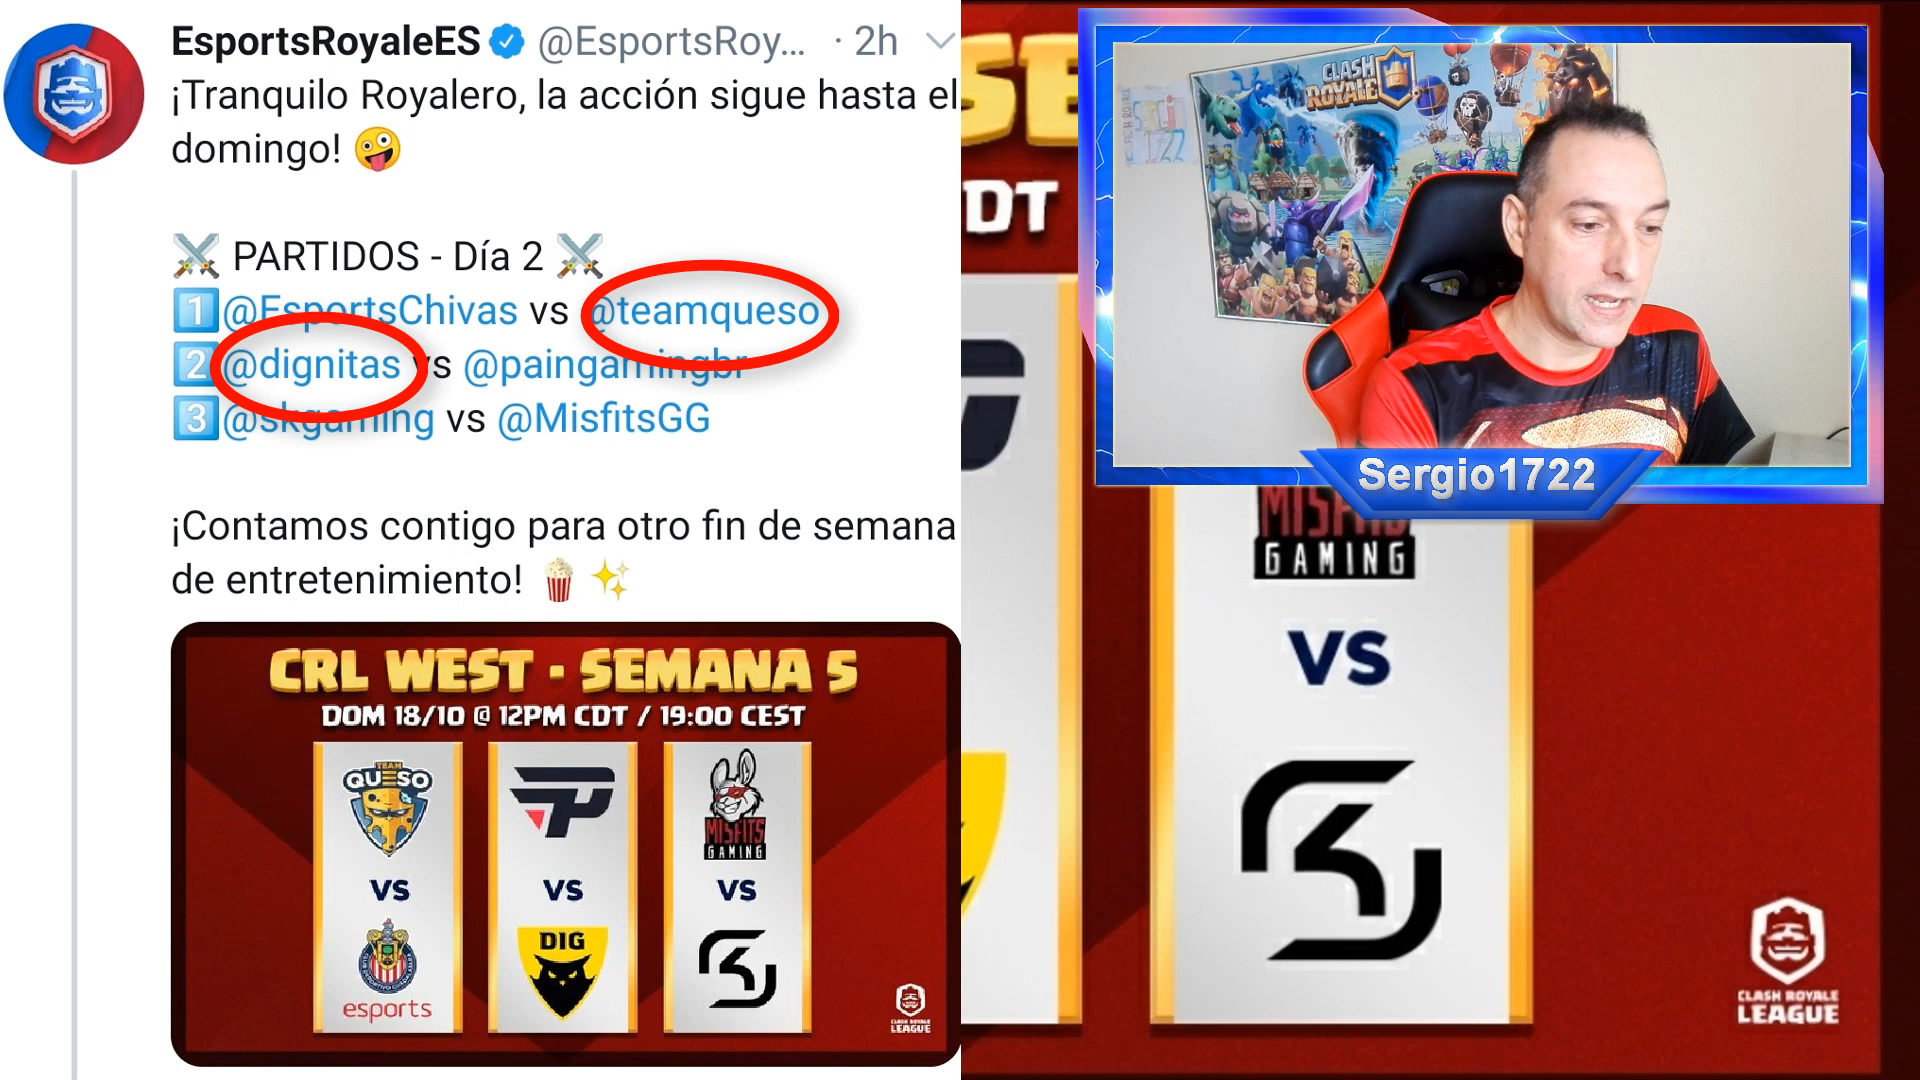 EsportsRoyaleES @EsportsRoy... · 2h
¡Tranquilo Royalero, la acción sigue hasta el
domingo! 🤪
⚔️ PARTIDOS - Día 2 ⚔️
1 @EsportsChivas vs @teamqueso
2 @dignitas vs @paingamingbr
3 @skgaming vs @MisfitsGG
¡Contamos contigo para otro fin de semana
de entretenimiento! 🍿 ✨
CRL WEST · SEMANA 5
DOM 18/10 @ 12PM CDT / 19:00 CEST
TEAM
QUESO
VS
esports
VS
DIG
MISFITS
GAMING
VS
CLASH ROYALE
LEAGUE
SE
DT
CLASH
ROYALE
Sergio1722
MISFITS
GAMING
VS
CLASH ROYALE
LEAGUE